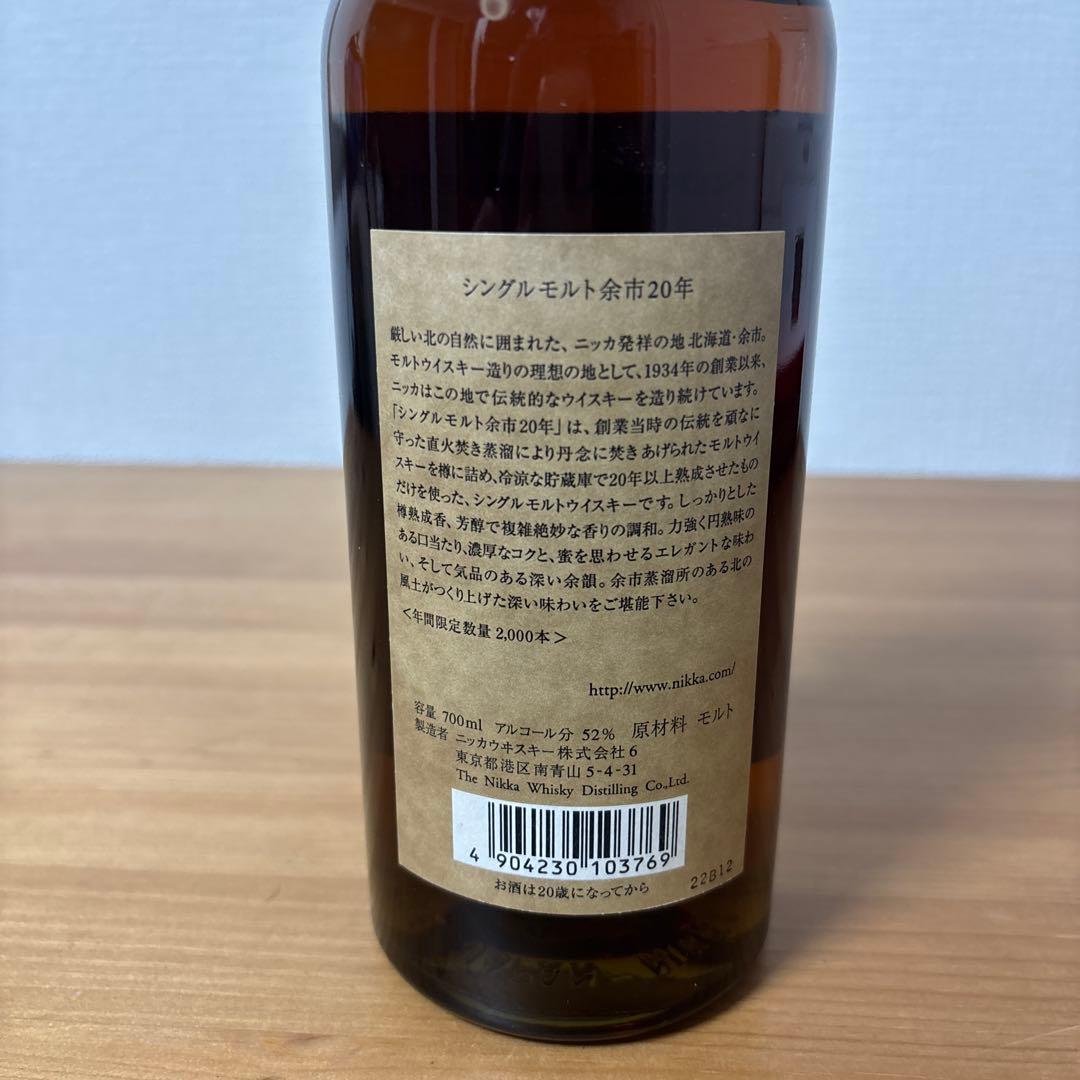 シングルモルト余市20年
厳しい北の自然に囲まれた、ニッカ発祥の地 北海道・余市。
モルトウイスキー造りの理想の地として、1934年の創業以来、
ニッカはこの地で伝統的なウイスキーを造り続けています。
「シングルモルト余市20年」は、創業当時の伝統を頑なに
守った直火焚き蒸溜により丹念に焚きあげられたモルトウイ
スキーを樽に詰め、冷涼な貯蔵庫で20年以上熟成させたもの
だけを使った、シングルモルトウイスキーです。しっかりとした
樽熟成香、芳醇で複雑絶妙な香りの調和。力強く円熟味の
ある口当たり、濃厚なコクと、蜜を思わせるエレガントな味わ
い、そして気品のある深い余韻。余市蒸溜所のある北の
風土がつくり上げた深い味わいをご堪能下さい。
＜年間限定数量 2,000本＞
http://www.nikka.com/
容量 700ml アルコール分 52% 原材料 モルト
製造者 ニッカウヰスキー株式会社6
東京都港区南青山5-4-31
The Nikka Whisky Distilling Co.,Ltd.
4 904230 103769
お酒は20歳になってから
22B12